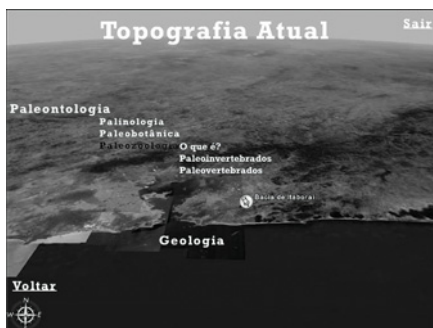 Topografia Atual
Sair
Paleontologia
Palinologia
Paleobotânica
Paleozoologia
O que é?
Paleoinvertebrados
Paleovertebrados
Bacia de Itaboraí
Geologia
Voltar
N
W
E
S